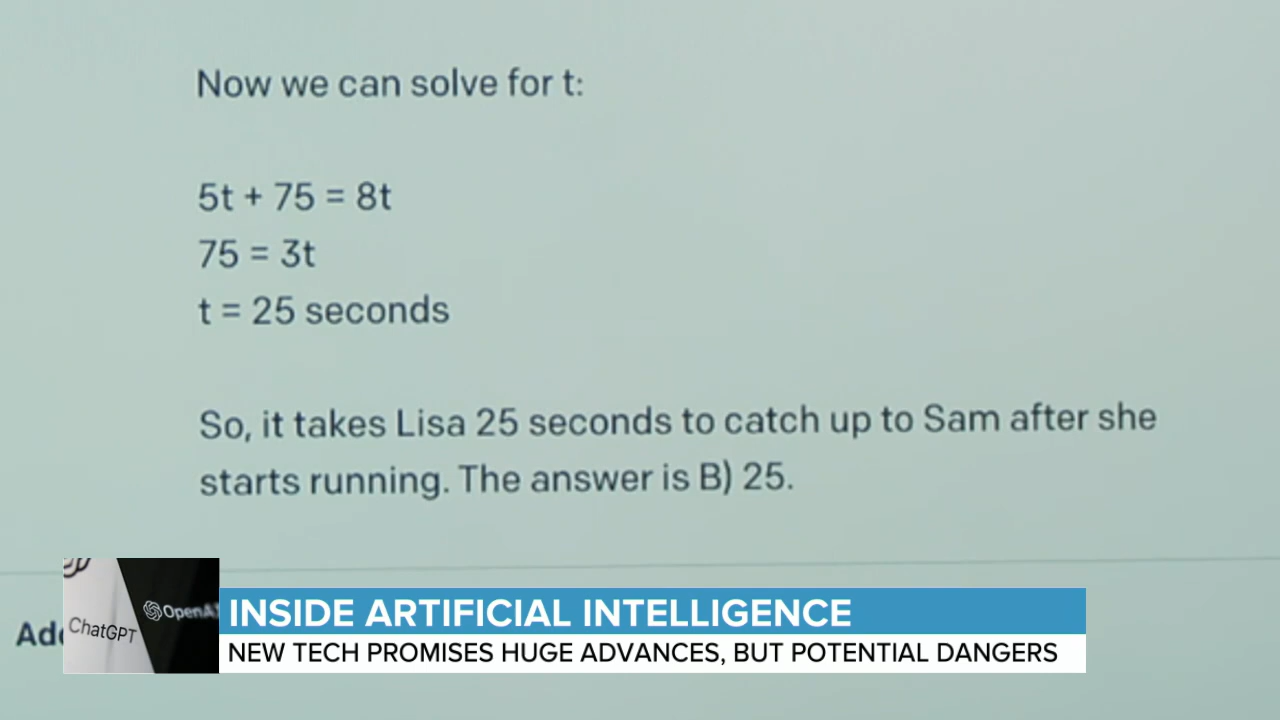 Now we can solve for t:
5t + 75 = 8t
75 = 3t
t = 25 seconds
So, it takes Lisa 25 seconds to catch up to Sam after she
starts running. The answer is B) 25.
ChatGPT
INSIDE ARTIFICIAL INTELLIGENCE
NEW TECH PROMISES HUGE ADVANCES, BUT POTENTIAL DANGERS